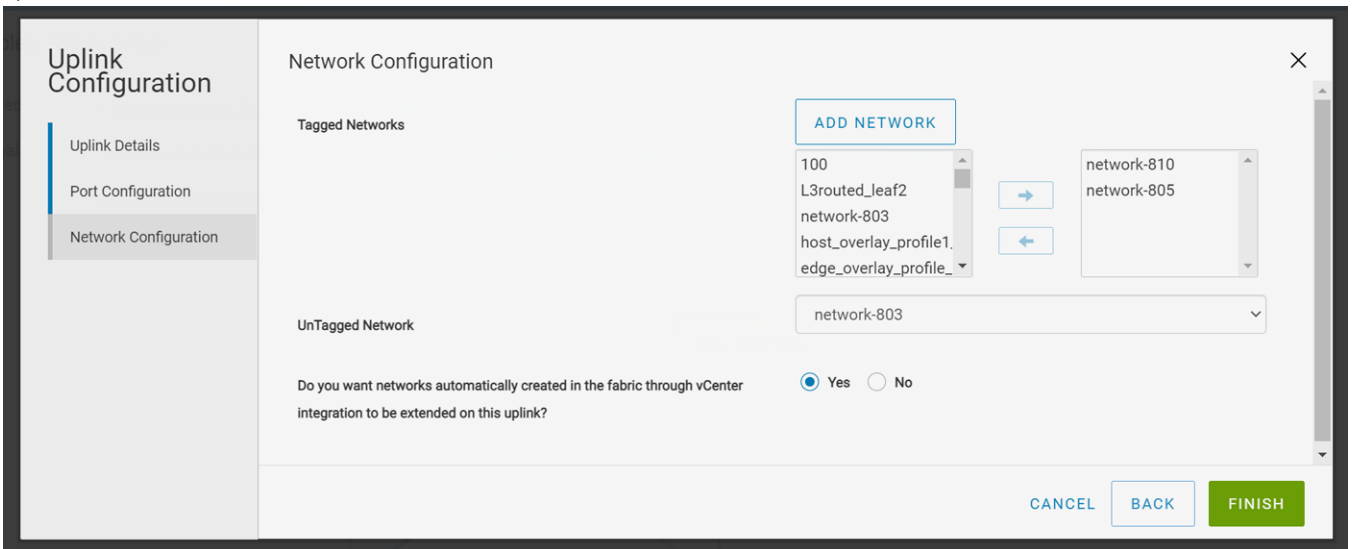 Uplink
Configuration
Uplink Details
Port Configuration
Network Configuration
Network Configuration
Tagged Networks
ADD NETWORK
100
L3routed_leaf2
network-803
host_overlay_profile1_
edge_overlay_profile_
network-810
network-805
UnTagged Network
network-803
Do you want networks automatically created in the fabric through vCenter
integration to be extended on this uplink?
Yes
No
CANCEL
BACK
FINISH